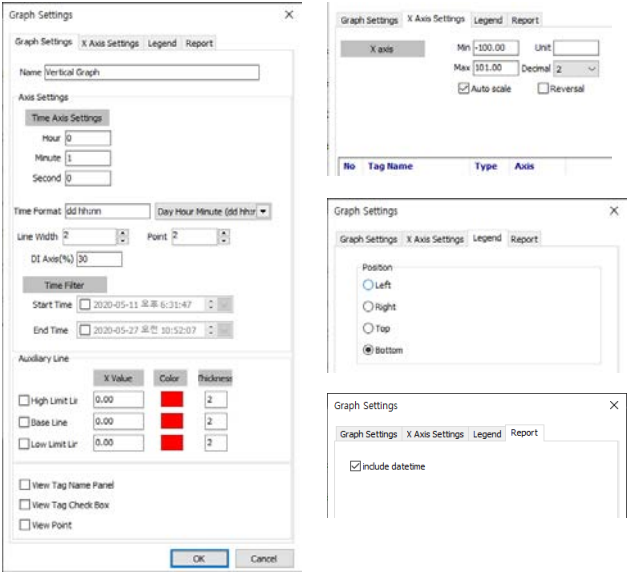 Graph Settings
Graph Settings X Axis Settings Legend Report
Name Vertical Graph
Axis Settings
Time Axis Settings
Hour 0
Minute 1
Second 0
Time Format dd hh:nn Day Hour Minute (dd hh:r
Line Width 2 Point 2
DI Axis(%) 30
Time Filter
Start Time 2020-05-11 오후 6:31:47
End Time 2020-05-27 오전 10:52:07
Auxiliary Line
X Value Color Thickness
High Limit Lir 0.00 2
Base Line 0.00 2
Low Limit Lir 0.00 2
View Tag Name Panel
View Tag Check Box
View Point
OK Cancel
Graph Settings X Axis Settings Legend Report
X axis Min -100.00 Unit
Max 101.00 Decimal 2
Auto scale Reversal
No Tag Name Type Axis
Graph Settings
Graph Settings X Axis Settings Legend Report
Position
Left
Right
Top
Bottom
Graph Settings
Graph Settings X Axis Settings Legend Report
include datetime